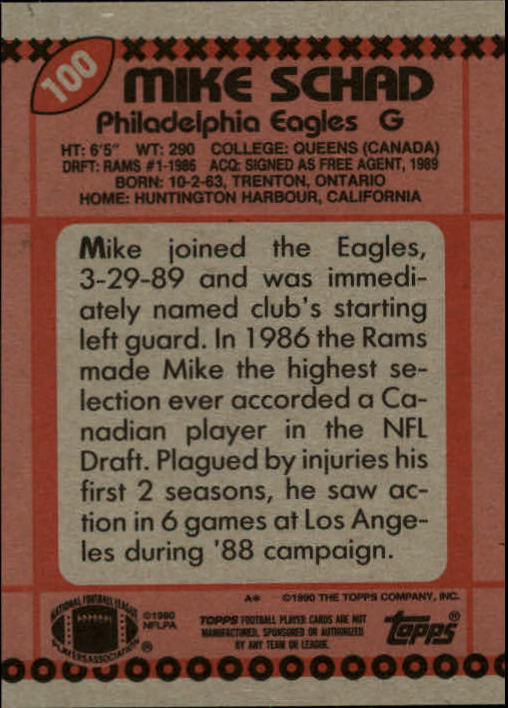 100
MIKE SCHAD
Philadelphia Eagles G
HT: 6'5" WT: 290 COLLEGE: QUEENS (CANADA)
DRFT: RAMS #1-1986 ACQ: SIGNED AS FREE AGENT, 1989
BORN: 10-2-63, TRENTON, ONTARIO
HOME: HUNTINGTON HARBOUR, CALIFORNIA
Mike joined the Eagles,
3-29-89 and was immedi-
ately named club's starting
left guard. In 1986 the Rams
made Mike the highest se-
lection ever accorded a Ca-
nadian player in the NFL
Draft. Plagued by injuries his
first 2 seasons, he saw ac-
tion in 6 games at Los Ange-
les during '88 campaign.
A* ©1990 THE TOPPS COMPANY, INC.
NATIONAL FOOTBALL LEAGUE
PLAYERS ASSOCIATION ®
©1990
NFLPA
TOPPS FOOTBALL PLAYER CARDS ARE NOT
MANUFACTURED, SPONSORED OR AUTHORIZED
BY ANY TEAM OR LEAGUE.
topps®